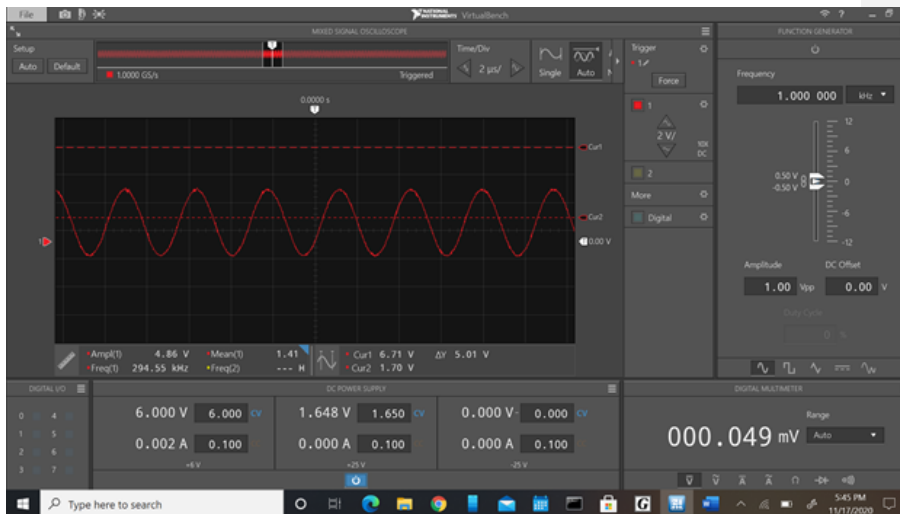 File
NATIONAL INSTRUMENTS VirtualBench
?
MIXED SIGNAL OSCILLOSCOPE
FUNCTION GENERATOR
Setup
Auto Default
1.0000 GS/s Triggered
Time/Div
2 µs/
Single Auto
Trigger
1
Force
0.0000 s
T
1
2 V/
10X
DC
2
More
Digital
Cur1
Cur2
1
T 0.00 V
Frequency
1.000 000 kHz
12
6
0
-6
-12
0.50 V
-0.50 V
Amplitude DC Offset
1.00 Vpp 0.00 V
Duty Cycle
0 %
Ampl(1) 4.86 V Mean(1) 1.41 Cur1 6.71 V ΔY 5.01 V
Freq(1) 294.55 kHz Freq(2) --- H Cur2 1.70 V
DIGITAL I/O
0 4
1 5
2 6
3 7
DC POWER SUPPLY
6.000 V 6.000 CV 1.648 V 1.650 CV 0.000 V 0.000 CV
0.002 A 0.100 0.000 A 0.100 0.000 A 0.100
+6 V +25 V -25 V
DIGITAL MULTIMETER
000.049 mV
Range
Auto
Type here to search
5:45 PM
11/17/2020